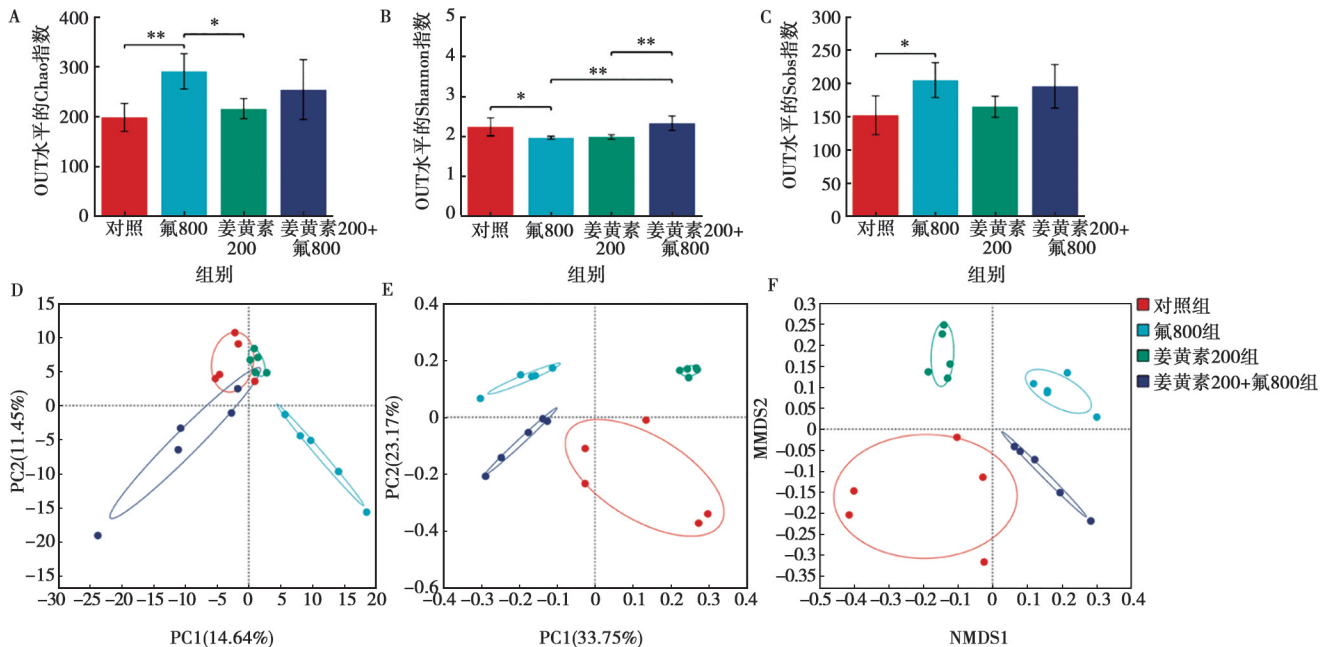 A
OUT水平的Chao指数
400
300
200
100
0
**
*
对照
氟800
姜黄素
200
姜黄素200+
氟800
组别
B
OUT水平的Shannon指数
5
4
3
2
1
0
*
**
**
对照
氟800
姜黄素
200
姜黄素200+
氟800
组别
C
OUT水平的Sobs指数
300
250
200
150
100
50
0
*
对照
氟800
姜黄素
200
姜黄素200+
氟800
组别
D
PC2(11.45%)
15
10
5
0
−5
−10
−15
−20
−15
−30 −25 −20 −15 −10 −5 0 5 10 15 20
PC1(14.64%)
E
PC2(23.17%)
0.4
0.2
0
−0.2
−0.4
−0.6
−0.4 −0.3 −0.2 −0.1 0 0.1 0.2 0.3 0.4
PC1(33.75%)
F
MMDS2
0.3
0.25
0.2
0.15
0.1
0.05
0
−0.05
−0.1
−0.15
−0.2
−0.25
−0.3
−0.35
−0.5 −0.4 −0.3 −0.2 −0.1 0 0.1 0.2 0.3 0.4
NMDS1
对照组
氟800组
姜黄素200组
姜黄素200+氟800组